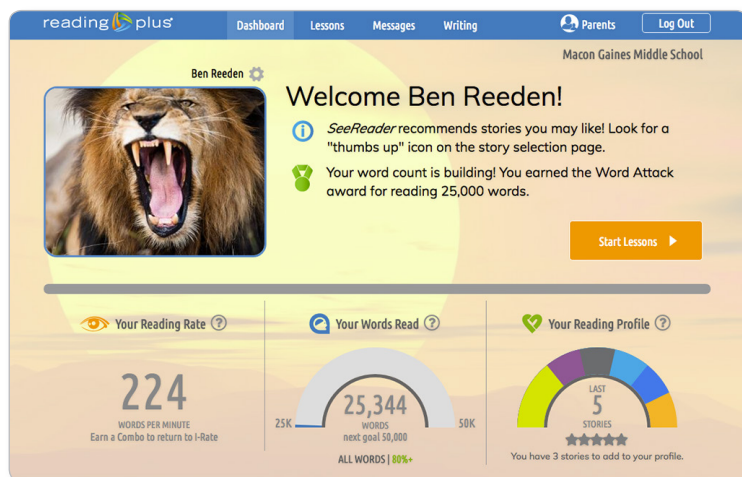 reading plus
Dashboard Lessons Messages Writing Parents Log Out
Macon Gaines Middle School
Ben Reeden
Welcome Ben Reeden!
SeeReader recommends stories you may like! Look for a
"thumbs up" icon on the story selection page.
Your word count is building! You earned the Word Attack
award for reading 25,000 words.
Start Lessons
Your Reading Rate ?
224
WORDS PER MINUTE
Earn a Combo to return to I-Rate
Your Words Read ?
25K
25,344
WORDS
next goal 50,000
50K
ALL WORDS | 80%+
Your Reading Profile ?
LAST
5
STORIES
You have 3 stories to add to your profile.